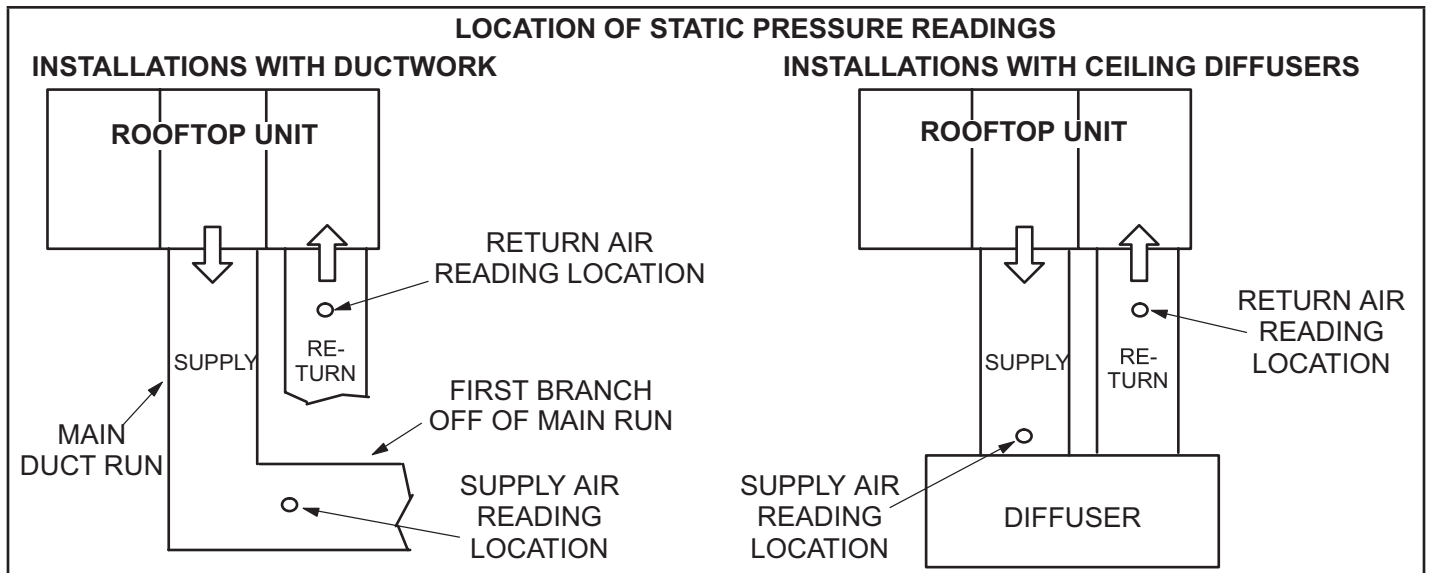 LOCATION OF STATIC PRESSURE READINGS
INSTALLATIONS WITH DUCTWORK
ROOFTOP UNIT
RETURN AIR
READING LOCATION
SUPPLY
RE-
TURN
FIRST BRANCH
OFF OF MAIN RUN
MAIN
DUCT RUN
SUPPLY AIR
READING
LOCATION
INSTALLATIONS WITH CEILING DIFFUSERS
ROOFTOP UNIT
RETURN AIR
READING
LOCATION
SUPPLY
RE-
TURN
SUPPLY AIR
READING
LOCATION
DIFFUSER